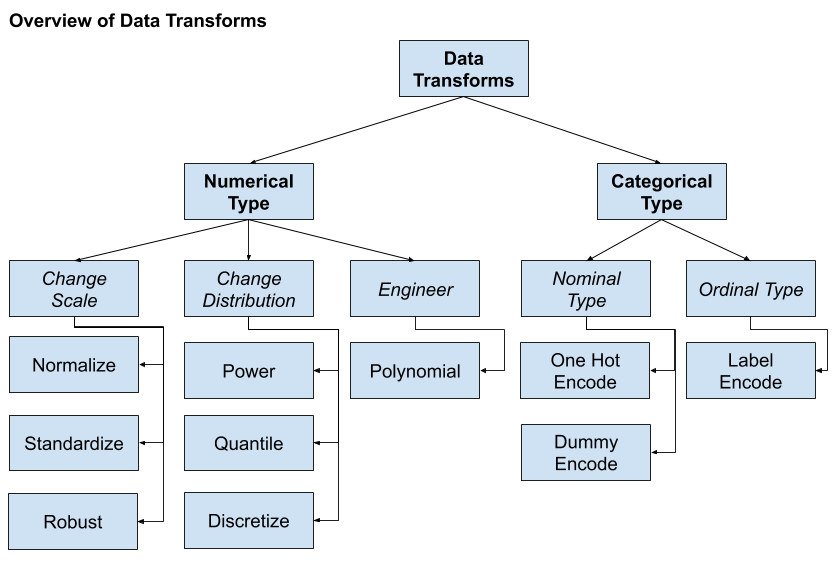 Overview of Data Transforms
Data
Transforms
Numerical
Type
Categorical
Type
Change
Scale
Change
Distribution
Engineer
Nominal
Type
Ordinal Type
Normalize
Power
Polynomial
One Hot
Encode
Label
Encode
Standardize
Quantile
Dummy
Encode
Robust
Discretize